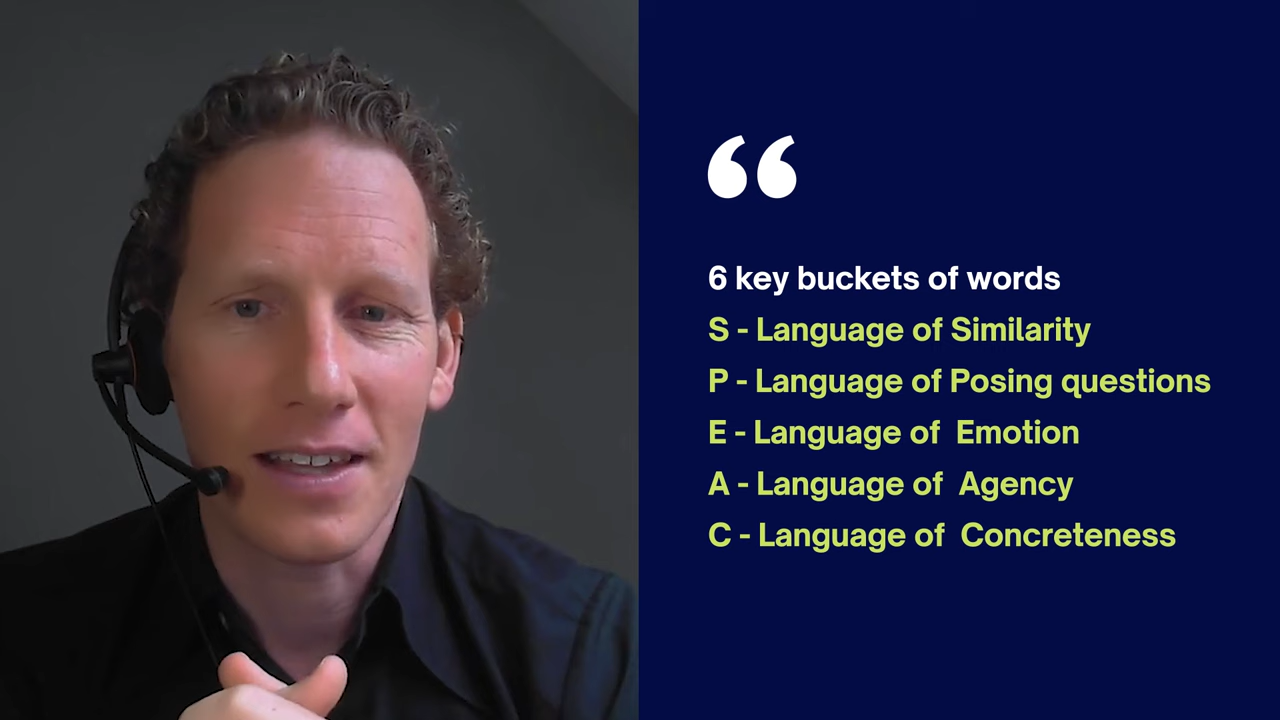 “
6 key buckets of words
S - Language of Similarity
P - Language of Posing questions
E - Language of  Emotion
A - Language of  Agency
C - Language of  Concreteness